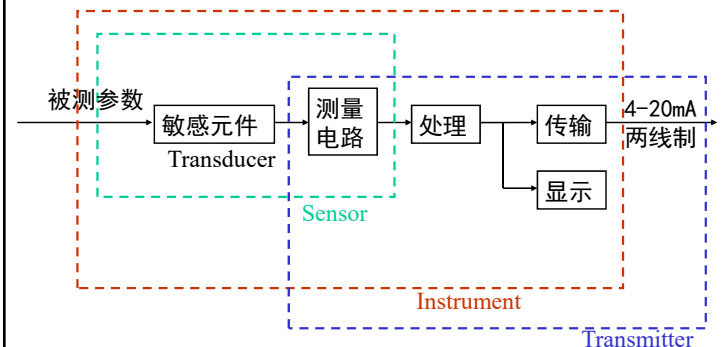 被测参数
敏感元件
Transducer
测量
电路
处理
传输
4-20mA
两线制
显示
Sensor
Instrument
Transmitter